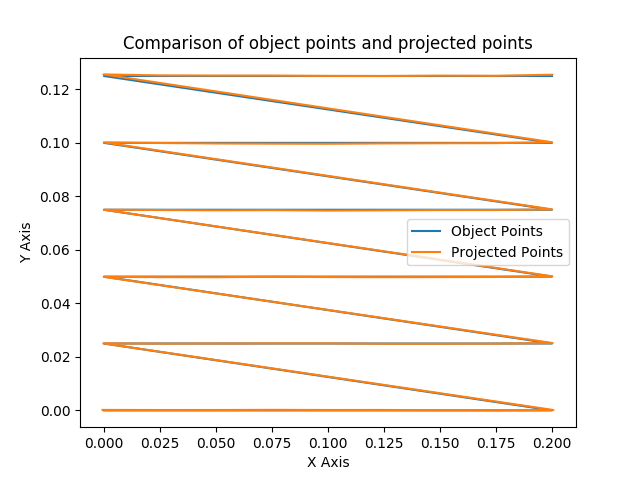 Comparison of object points and projected points
Y Axis
0.12
0.10
0.08
0.06
0.04
0.02
0.00
Object Points
Projected Points
0.000 0.025 0.050 0.075 0.100 0.125 0.150 0.175 0.200
X Axis